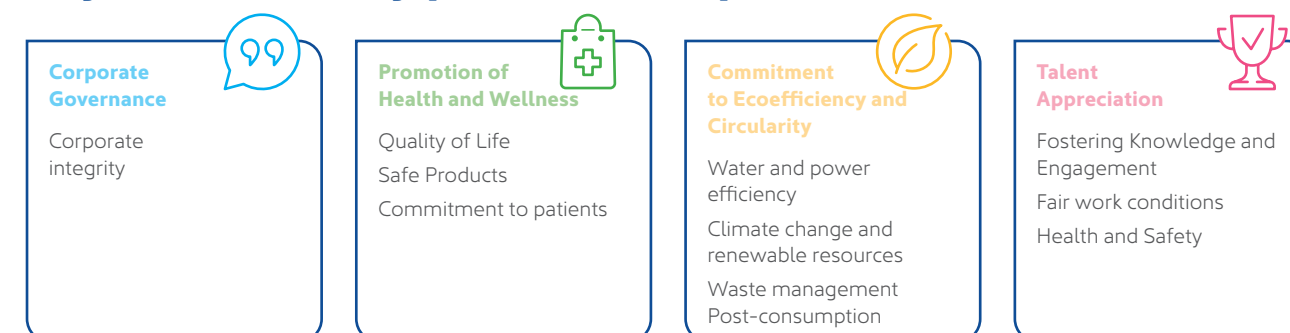 Corporate
Governance
Corporate
integrity
Promotion of
Health and Wellness
Quality of Life
Safe Products
Commitment to patients
Commitment
to Ecoefficiency and
Circularity
Water and power
efficiency
Climate change and
renewable resources
Waste management
Post-consumption
Talent
Appreciation
Fostering Knowledge and
Engagement
Fair work conditions
Health and Safety